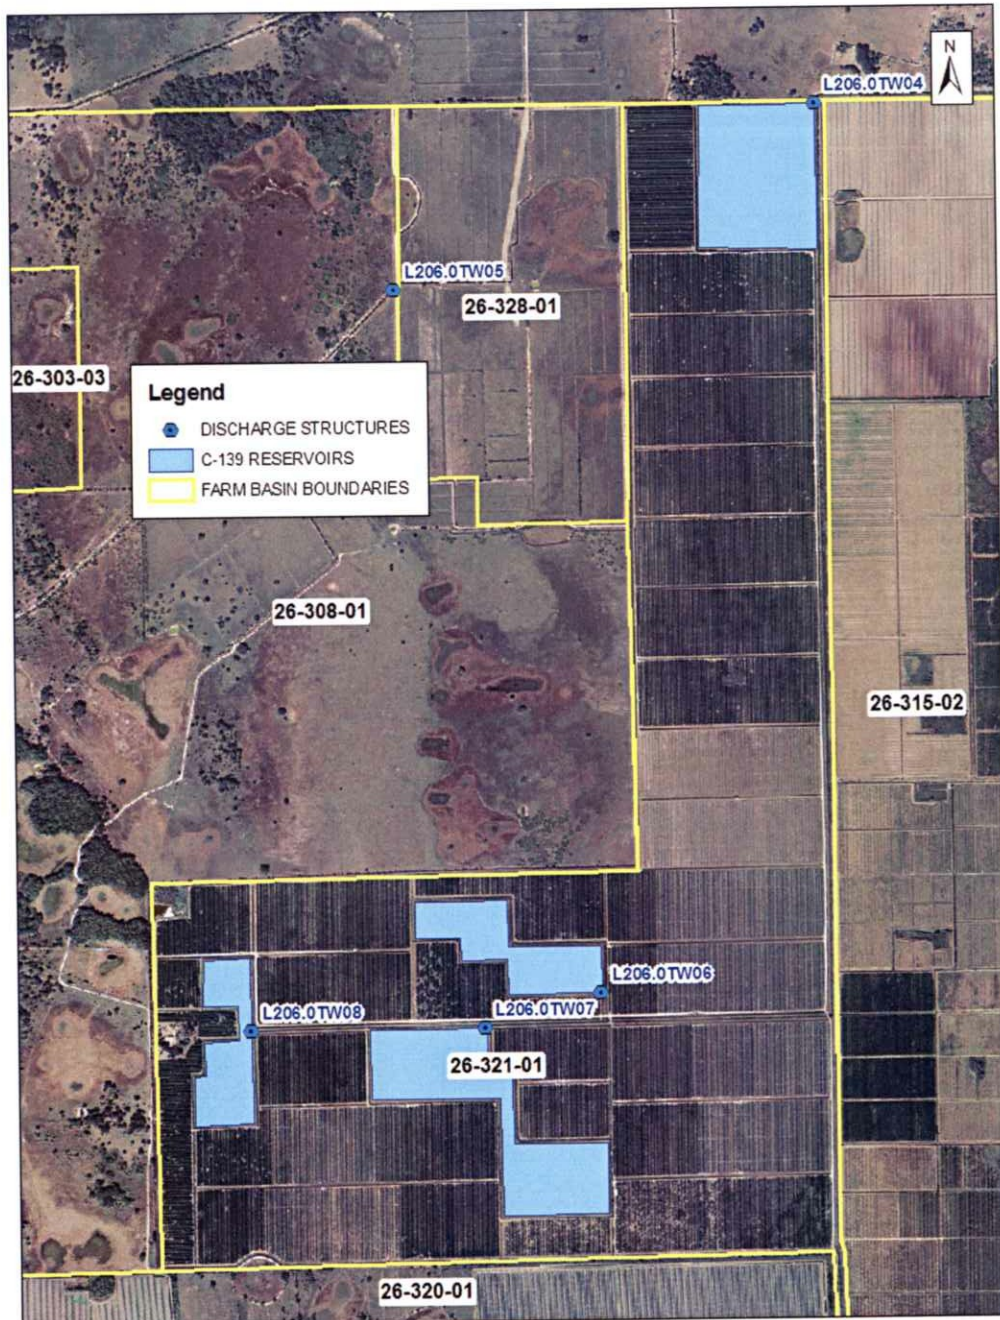 N
L206.0TW04
L206.0TW05
26-328-01
26-303-03
Legend
DISCHARGE STRUCTURES
C-139 RESERVOIRS
FARM BASIN BOUNDARIES
26-308-01
26-315-02
L206.0TW06
L206.0TW08
L206.0TW07
26-321-01
26-320-01